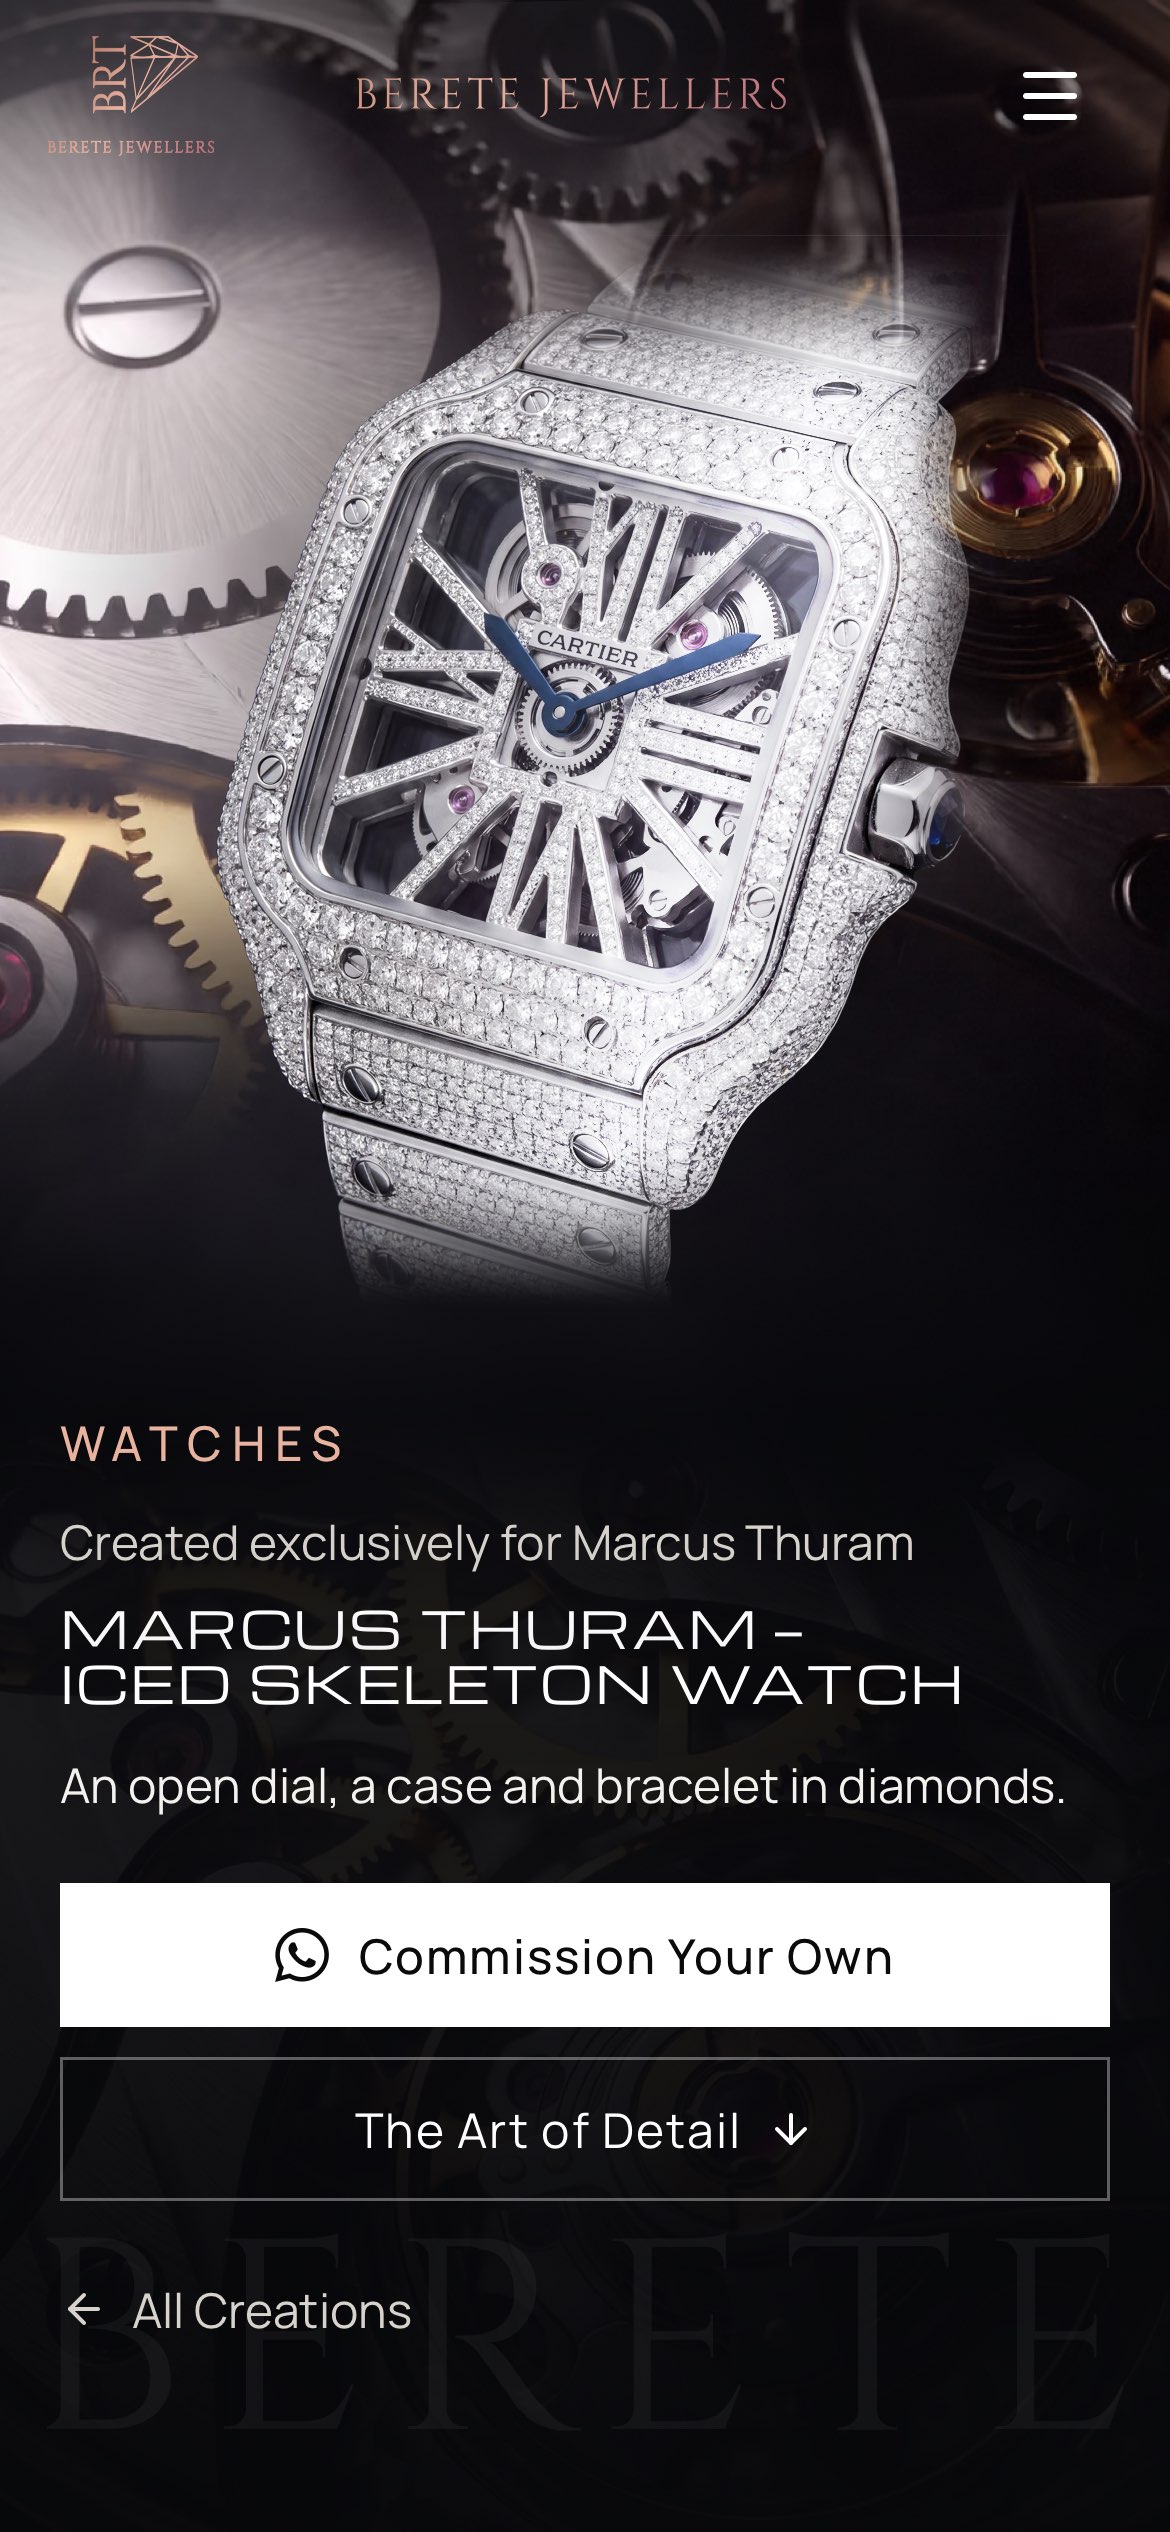 BRT
BERETE JEWELLERS
BERETE JEWELLERS
CARTIER
WATCHES
Created exclusively for Marcus Thuram
MARCUS THURAM –
ICED SKELETON WATCH
An open dial, a case and bracelet in diamonds.
Commission Your Own
The Art of Detail ↓
BERETE
← All Creations